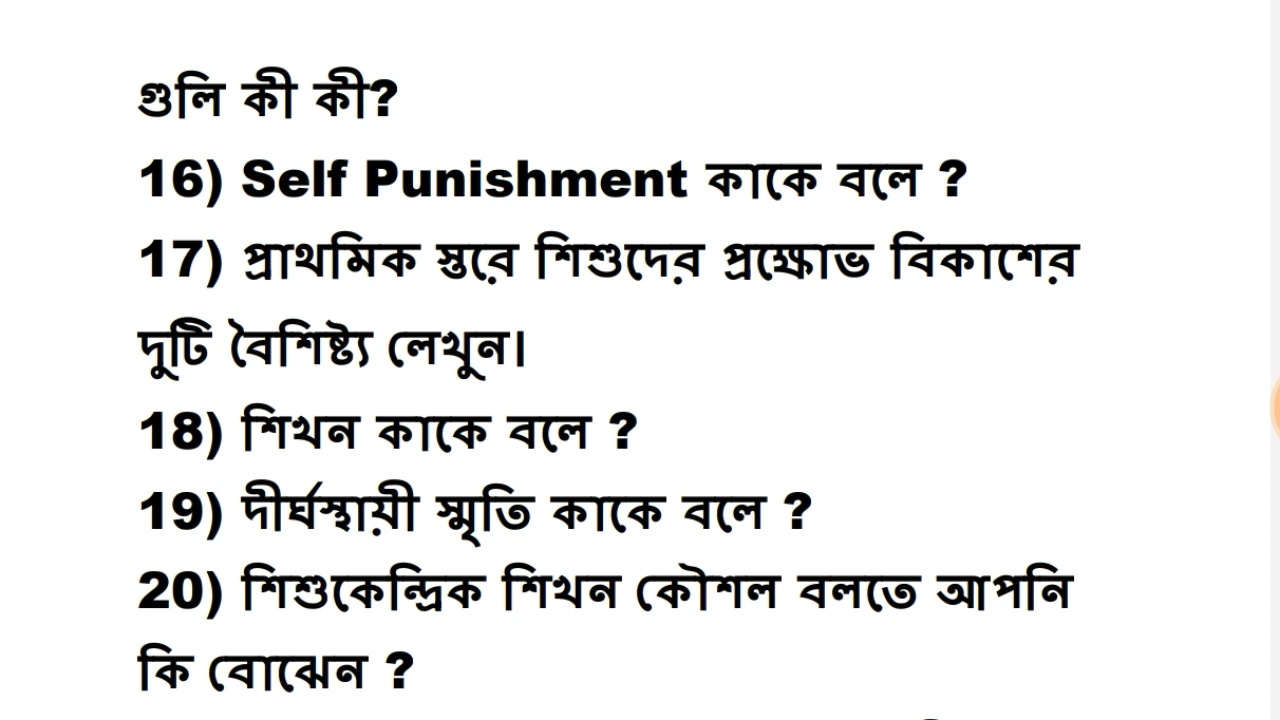 গুলি কী কী?
16) Self Punishment কাকে বলে ?
17) প্রাথমিক স্তরে শিশুদের প্রক্ষোভ বিকাশের
দুটি বৈশিষ্ট্য লেখুন।
18) শিখন কাকে বলে ?
19) দীর্ঘস্থায়ী স্মৃতি কাকে বলে ?
20) শিশুকেন্দ্রিক শিখন কৌশল বলতে আপনি
কি বোঝেন ?